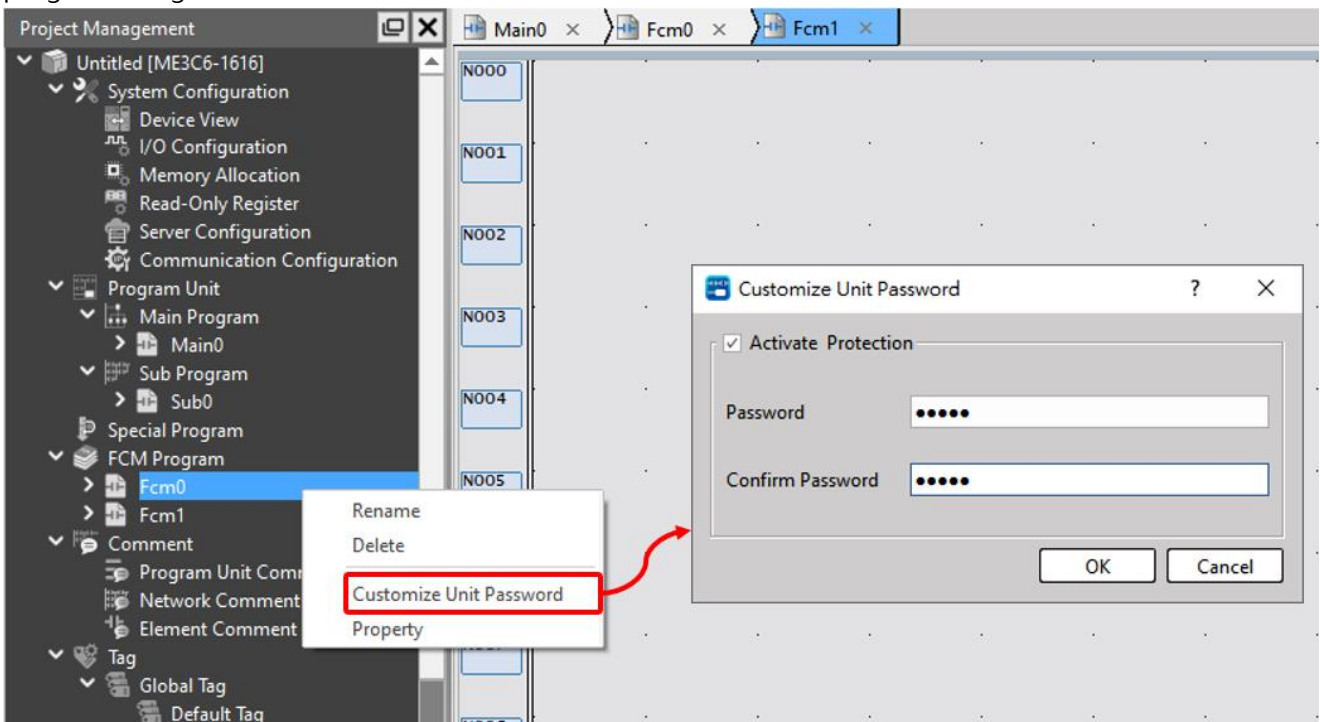 Project Management
Main0
Fcm0
Fcm1
Untitled [ME3C6-1616]
System Configuration
Device View
I/O Configuration
Memory Allocation
Read-Only Register
Server Configuration
Communication Configuration
Program Unit
Main Program
Main0
Sub Program
Sub0
Special Program
FCM Program
Fcm0
Fcm1
Comment
Program Unit Com
Network Comment
Element Comment
Tag
Global Tag
Default Tag
Rename
Delete
Customize Unit Password
Property
N000
N001
N002
N003
N004
N005
Customize Unit Password
?
Activate Protection
Password
●●●●●
Confirm Password
●●●●●
OK
Cancel